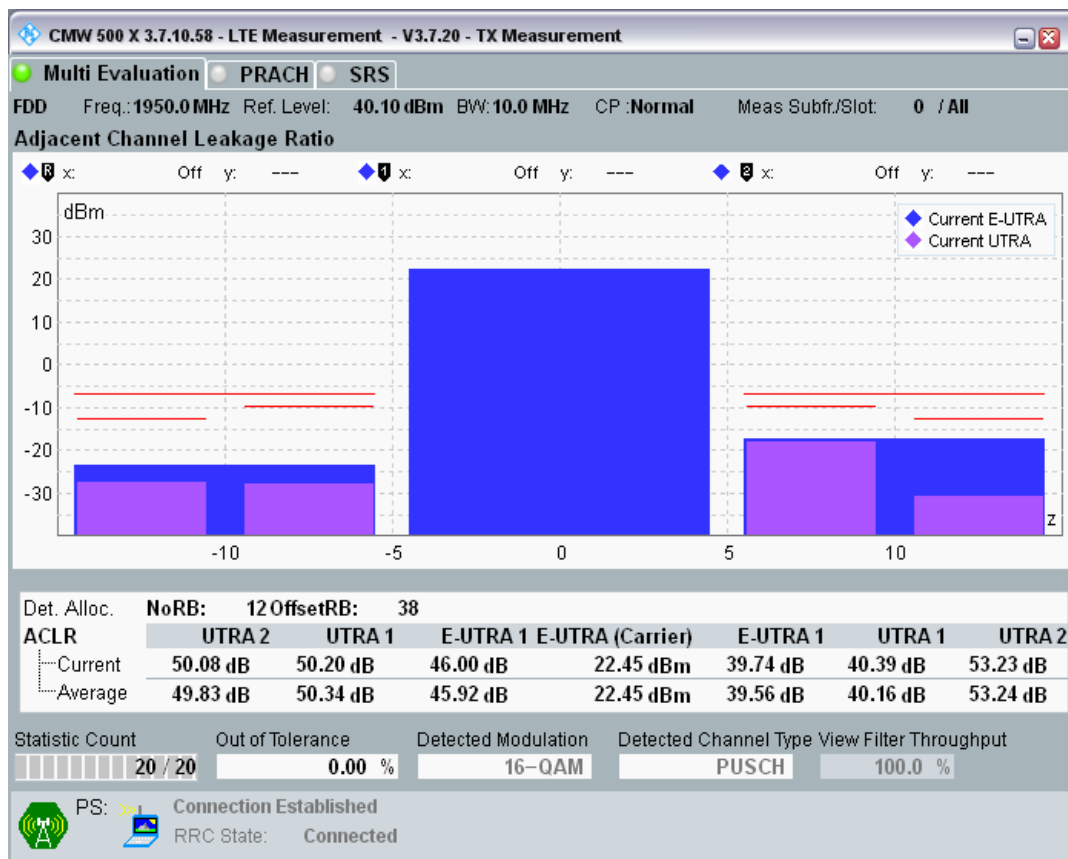 CMW 500 X 3.7.10.58 - LTE Measurement - V3.7.20 - TX Measurement
Multi Evaluation PRACH SRS
FDD Freq.: 1950.0 MHz Ref. Level: 40.10 dBm BW: 10.0 MHz CP :Normal Meas Subfr./Slot: 0 / All
Adjacent Channel Leakage Ratio
R x: Off y: --- 1 x: Off y: --- 2 x: Off y: ---
dBm
Current E-UTRA
Current UTRA
30
20
10
0
-10
-20
-30
z
-10 -5 0 5 10
Det. Alloc. NoRB: 12 OffsetRB: 38
ACLR UTRA 2 UTRA 1 E-UTRA 1 E-UTRA (Carrier) E-UTRA 1 UTRA 1 UTRA 2
Current 50.08 dB 50.20 dB 46.00 dB 22.45 dBm 39.74 dB 40.39 dB 53.23 dB
Average 49.83 dB 50.34 dB 45.92 dB 22.45 dBm 39.56 dB 40.16 dB 53.24 dB
Statistic Count Out of Tolerance Detected Modulation Detected Channel Type View Filter Throughput
20 / 20 0.00 % 16-QAM PUSCH 100.0 %
PS: Connection Established
RRC State: Connected